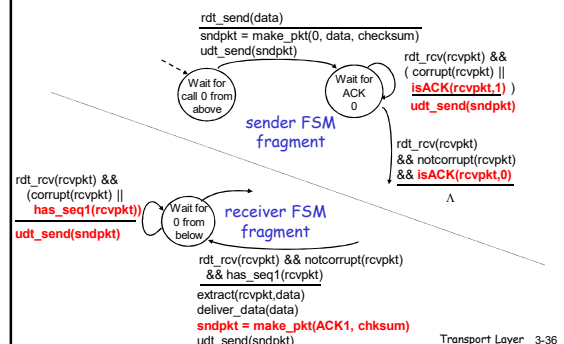 rdt_send(data)
sndpkt = make_pkt(0, data, checksum)
udt_send(sndpkt)
Wait for
call 0 from
above
Wait for
ACK
0
rdt_rcv(rcvpkt) &&
( corrupt(rcvpkt) ||
isACK(rcvpkt,1) )
udt_send(sndpkt)
sender FSM
fragment
rdt_rcv(rcvpkt)
&& notcorrupt(rcvpkt)
&& isACK(rcvpkt,0)
Λ
rdt_rcv(rcvpkt) &&
(corrupt(rcvpkt) ||
has_seq1(rcvpkt))
udt_send(sndpkt)
Wait for
0 from
below
receiver FSM
fragment
rdt_rcv(rcvpkt) && notcorrupt(rcvpkt)
&& has_seq1(rcvpkt)
extract(rcvpkt,data)
deliver_data(data)
sndpkt = make_pkt(ACK1, chksum)
udt_send(sndpkt)
Transport Layer 3-36